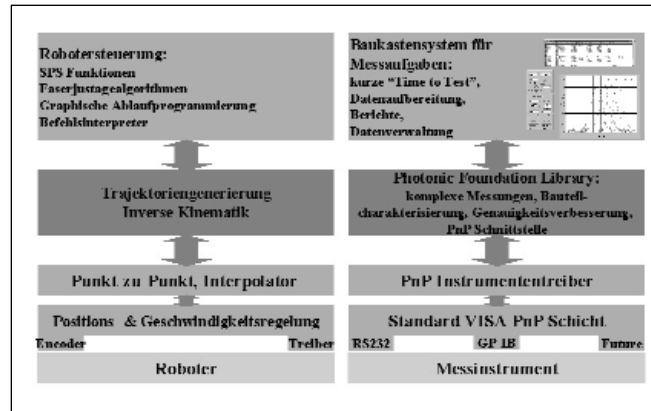 Robotersteuerung:
SPS Funktionen
Faserjustagealgorithmen
Graphische Ablaufprogrammierung
Befehlsinterpreter
Baukastensystem für
Messaufgaben:
kurze "Time to Test",
Datenaufbereitung,
Berichte,
Datenverwaltung
Trajektoriengenerierung
Inverse Kinematik
Photonic Foundation Library:
komplexe Messungen, Bauteil-
charakterisierung, Genauigkeitsverbesserung,
PnP Schnittstelle
Punkt zu Punkt, Interpolator
PnP Instrumententreiber
Positions & Geschwindigkeitsregelung
Encoder Treiber
Roboter
Standard VISA PnP Schicht
RS232 GPIB Future
Messinstrument